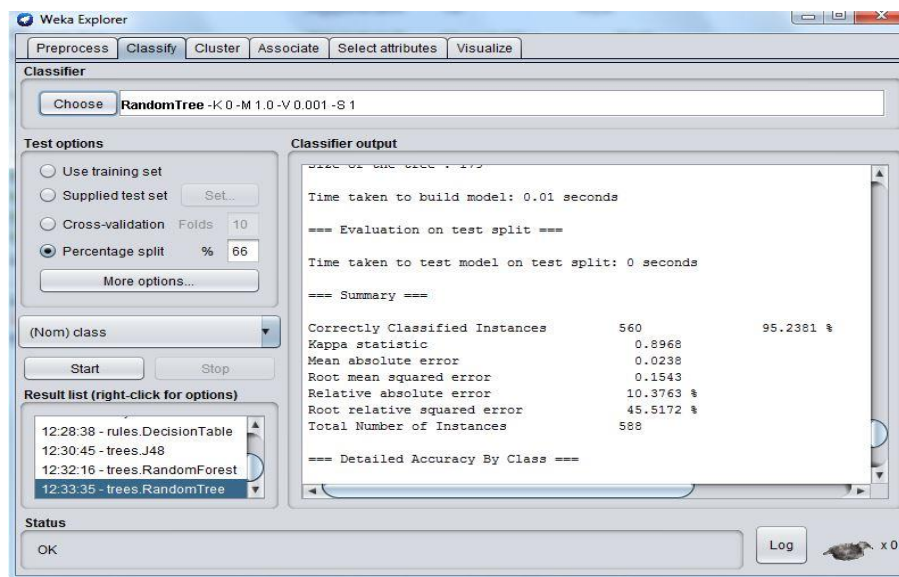 Weka Explorer
Preprocess Classify Cluster Associate Select attributes Visualize
Classifier
Choose RandomTree -K 0 -M 1.0 -V 0.001 -S 1
Test options
Use training set
Supplied test set Set...
Cross-validation Folds 10
Percentage split % 66
More options...
(Nom) class
Start Stop
Result list (right-click for options)
12:28:38 - rules.DecisionTable
12:30:45 - trees.J48
12:32:16 - trees.RandomForest
12:33:35 - trees.RandomTree
Classifier output
Size of the tree : 179
Time taken to build model: 0.01 seconds
=== Evaluation on test split ===
Time taken to test model on test split: 0 seconds
=== Summary ===
Correctly Classified Instances 560 95.2381 %
Kappa statistic 0.8968
Mean absolute error 0.0238
Root mean squared error 0.1543
Relative absolute error 10.3763 %
Root relative squared error 45.5172 %
Total Number of Instances 588
=== Detailed Accuracy By Class ===
Status
OK
Log
x 0